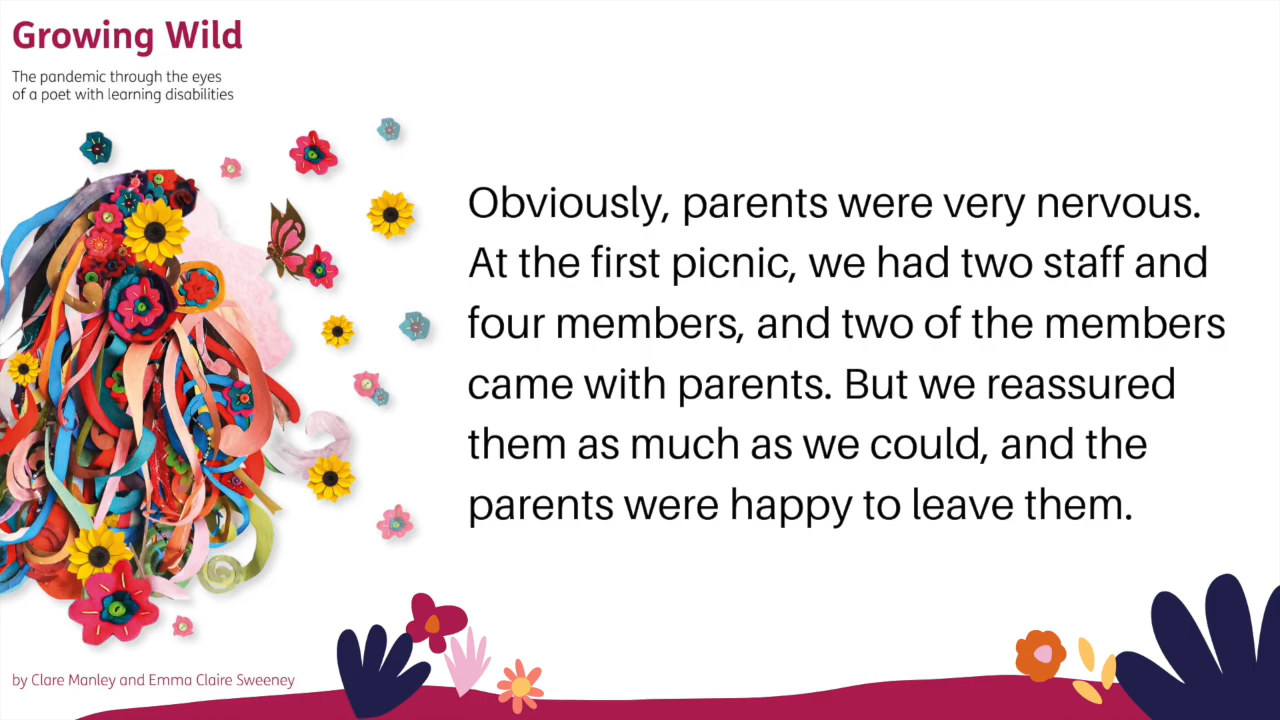 Growing Wild
The pandemic through the eyes
of a poet with learning disabilities
Obviously, parents were very nervous.
At the first picnic, we had two staff and
four members, and two of the members
came with parents. But we reassured
them as much as we could, and the
parents were happy to leave them.
by Clare Manley and Emma Claire Sweeney